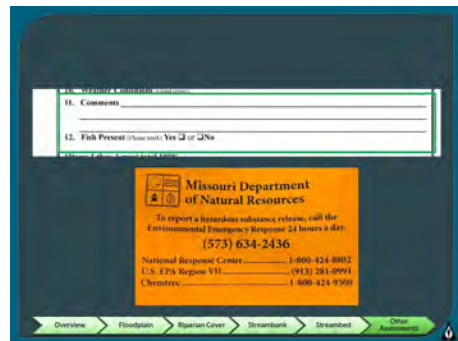 10. Weather Condition
11. Comments
12. Fish Present (Please mark) Yes ❑ or ❑No
Missouri Department
of Natural Resources
To report a hazardous substance release, call the
Environmental Emergency Response 24 hours a day.
(573) 634-2436
National Response Center 1-800-424-8802
U.S. EPA Region VII (913) 281-0991
Chemtrec 1-800-424-9300
Overview
Floodplain
Riparian Cover
Streambank
Streambed
Other
Assessments